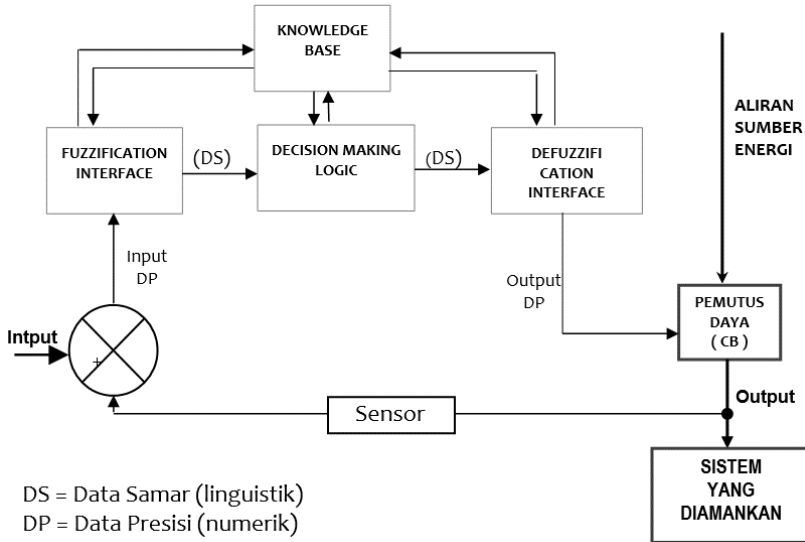 KNOWLEDGE
BASE
ALIRAN
SUMBER
ENERGI
FUZZIFICATION
INTERFACE
(DS)
DECISION MAKING
LOGIC
(DS)
DEFUZZIFI
CATION
INTERFACE
Input
DP
Output
DP
PEMUTUS
DAYA
( CB )
Intput
+
Sensor
Output
SISTEM
YANG
DIAMANKAN
DS = Data Samar (linguistik)
DP = Data Presisi (numerik)